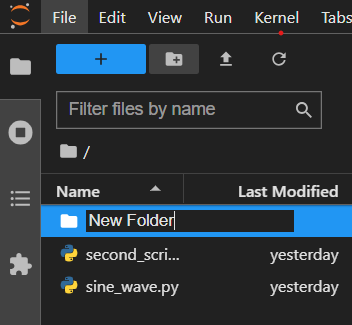 File Edit View Run Kernel Tabs
+
Filter files by name
/
Name Last Modified
New Folder
second_scri... yesterday
sine_wave.py yesterday